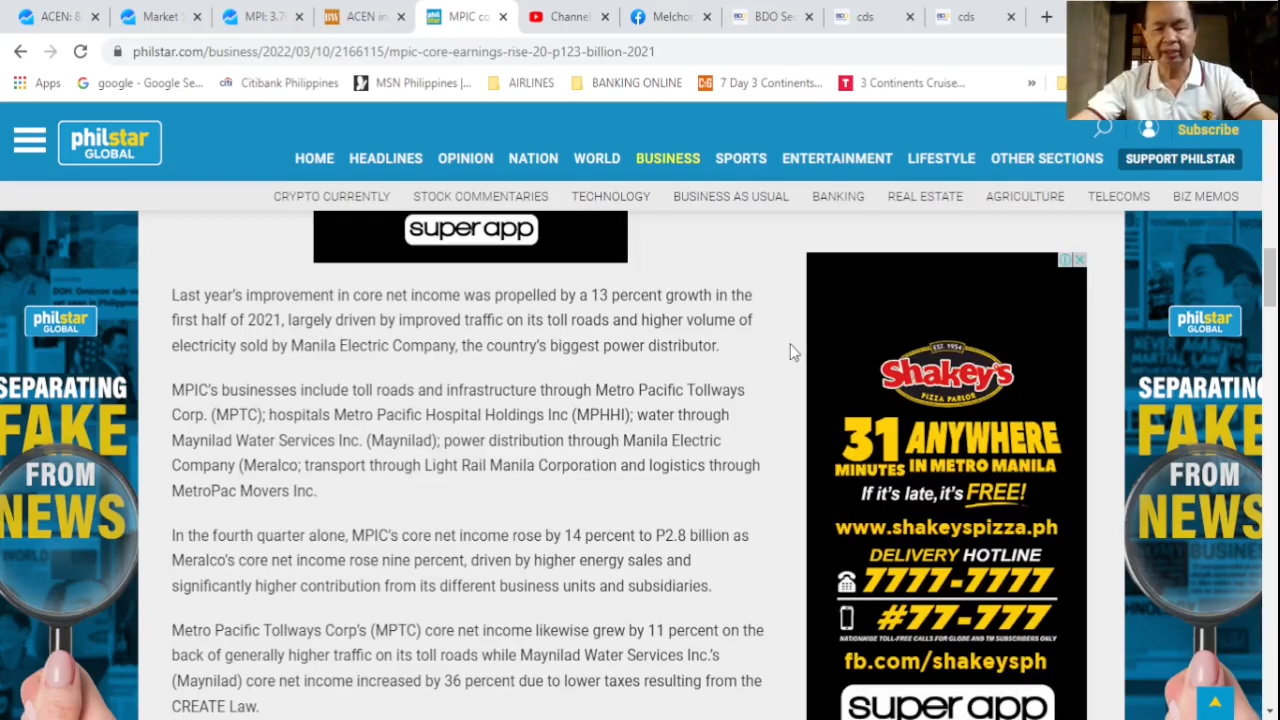 ACEN: 8
Market
MPI: 3.7
ACEN in
MPIC co
Channel
Melchor
BDO Sec
cds
cds
philstar.com/business/2022/03/10/2166115/mpic-core-earnings-rise-20-p123-billion-2021
Apps
google - Google Se...
Citibank Philippines
MSN Philippines |...
AIRLINES
BANKING ONLINE
7 Day 3 Continents...
3 Continents Cruise...
»
philstar
GLOBAL
Subscribe
HOME HEADLINES OPINION NATION WORLD BUSINESS SPORTS ENTERTAINMENT LIFESTYLE OTHER SECTIONS SUPPORT PHILSTAR
CRYPTO CURRENTLY STOCK COMMENTARIES TECHNOLOGY BUSINESS AS USUAL BANKING REAL ESTATE AGRICULTURE TELECOMS BIZ MEMOS
super app
Last year's improvement in core net income was propelled by a 13 percent growth in the
first half of 2021, largely driven by improved traffic on its toll roads and higher volume of
electricity sold by Manila Electric Company, the country's biggest power distributor.
MPIC's businesses include toll roads and infrastructure through Metro Pacific Tollways
Corp. (MPTC); hospitals Metro Pacific Hospital Holdings Inc (MPHHI); water through
Maynilad Water Services Inc. (Maynilad); power distribution through Manila Electric
Company (Meralco; transport through Light Rail Manila Corporation and logistics through
MetroPac Movers Inc.
In the fourth quarter alone, MPIC's core net income rose by 14 percent to P2.8 billion as
Meralco's core net income rose nine percent, driven by higher energy sales and
significantly higher contribution from its different business units and subsidiaries.
Metro Pacific Tollways Corp's (MPTC) core net income likewise grew by 11 percent on the
back of generally higher traffic on its toll roads while Maynilad Water Services Inc.'s
(Maynilad) core net income increased by 36 percent due to lower taxes resulting from the
CREATE Law.
EST. 1954
Shakey's
PIZZA PARLOR
31 ANYWHERE
MINUTES IN METRO MANILA
If it's late, it's FREE!
www.shakeyspizza.ph
DELIVERY HOTLINE
7777-7777
#77-777
NATIONWIDE TOLL-FREE CALLS FOR GLOBE AND TM SUBSCRIBERS ONLY
fb.com/shakeysph
super app
philstar
GLOBAL
SEPARATING
FAKE
FROM
NEWS
philstar
GLOBAL
SEPARATING
FAKE
FROM
NEWS